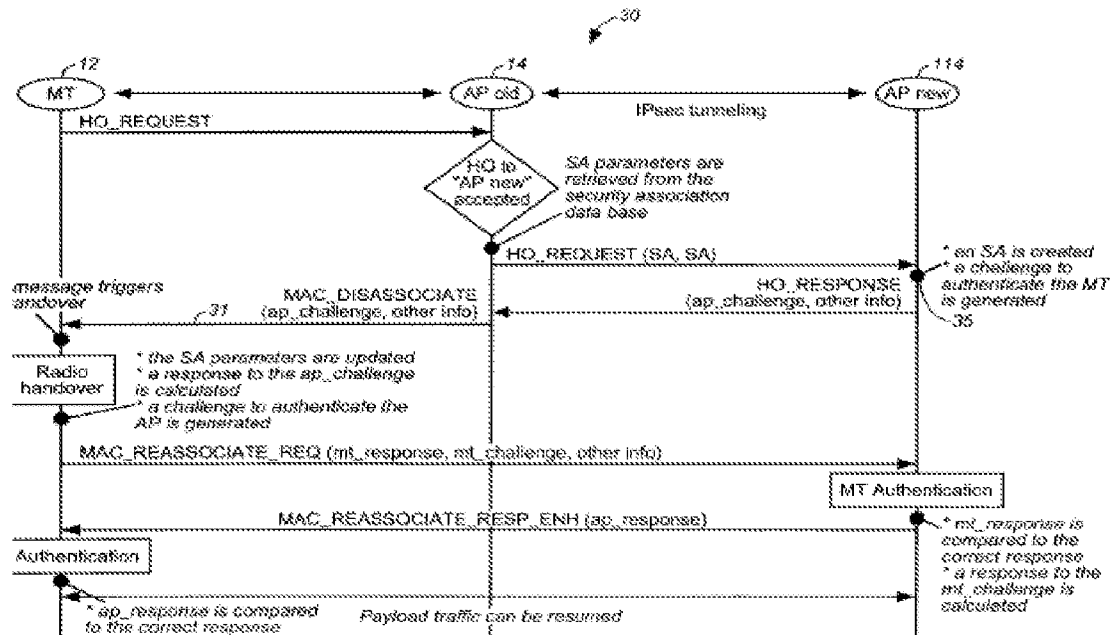 30
12
14
114
MT
AP old
AP new
IPsec tunneling
HO_REQUEST
HO to
"AP new"
accepted
SA parameters are
retrieved from the
security association
data base
HO_REQUEST (SA, SA)
* an SA is created
* a challenge to
authenticate the MT
is generated
35
HO_RESPONSE
(ap_challenge, other info)
MAC_DISASSOCIATE
(ap_challenge, other info)
31
message triggers
andover
Radio
handover
* the SA parameters are updated
* a response to the ap_challenge
is calculated
* a challenge to authenticate the
AP is generated
MAC_REASSOCIATE_REQ (mt_response, mt_challenge, other info)
MT Authentication
MAC_REASSOCIATE_RESP_ENH (ap_response)
* mt_response is
compared to the
correct response
* a response to the
mt_challenge is
calculated
Authentication
* ap_response is compared
to the correct response
Payload traffic can be resumed